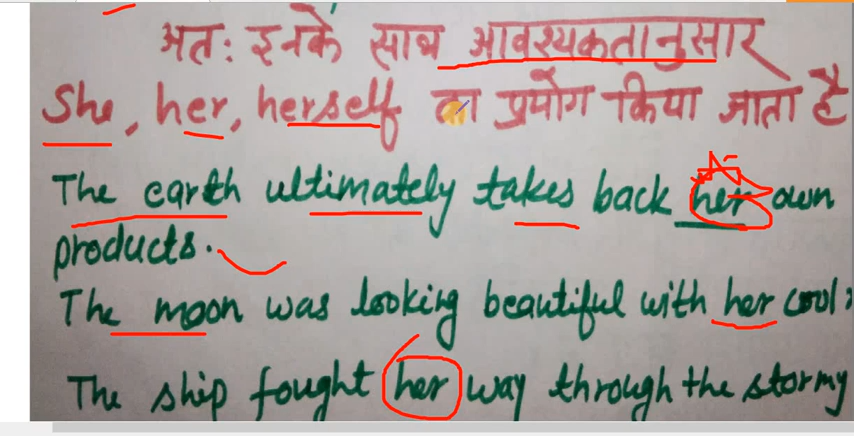 अतः इनके साथ आवश्यकतानुसार
She, her, herself का प्रयोग किया जाता है
The earth ultimately takes back her own
products.
The moon was looking beautiful with her cool
The ship fought her way through the stormy